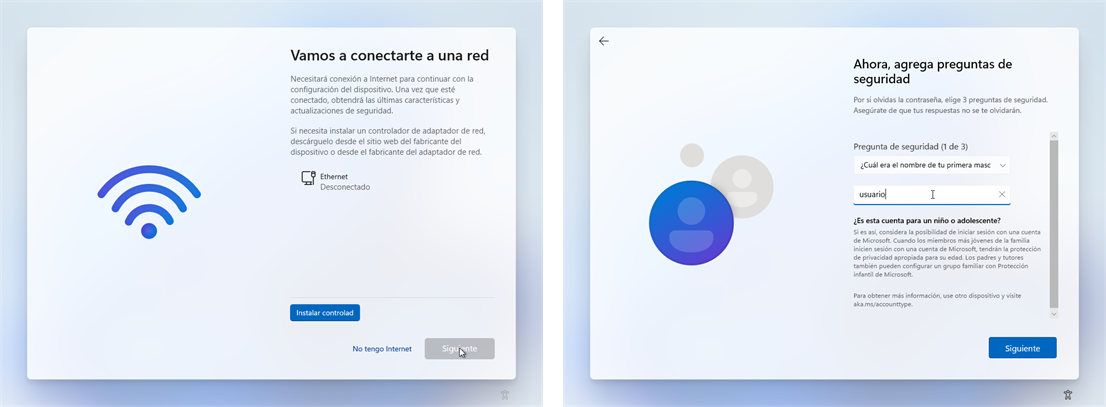 Vamos a conectarte a una red
Necesitará conexión a Internet para continuar con la
configuración del dispositivo. Una vez que esté
conectado, obtendrá las últimas características y
actualizaciones de seguridad.
Si necesita instalar un controlador de adaptador de red,
descárguelo desde el sitio web del fabricante del
dispositivo o desde el fabricante del adaptador de red.
Ethernet
Desconectado
Instalar controlad
No tengo Internet
Siguiente
Ahora, agrega preguntas de
seguridad
Por si olvidas la contraseña, elige 3 preguntas de seguridad.
Asegúrate de que tus respuestas no se te olvidarán.
Pregunta de seguridad (1 de 3)
¿Cuál era el nombre de tu primera masc
usuario
¿Es esta cuenta para un niño o adolescente?
Si es así, considera la posibilidad de iniciar sesión con una cuenta
de Microsoft. Cuando los miembros más jóvenes de la familia
inicien sesión con una cuenta de Microsoft, tendrán la protección
de privacidad apropiada para su edad. Los padres y tutores
también pueden configurar un grupo familiar con Protección
infantil de Microsoft.
Para obtener más información, use otro dispositivo y visite
aka.ms/accounttype.
Siguiente